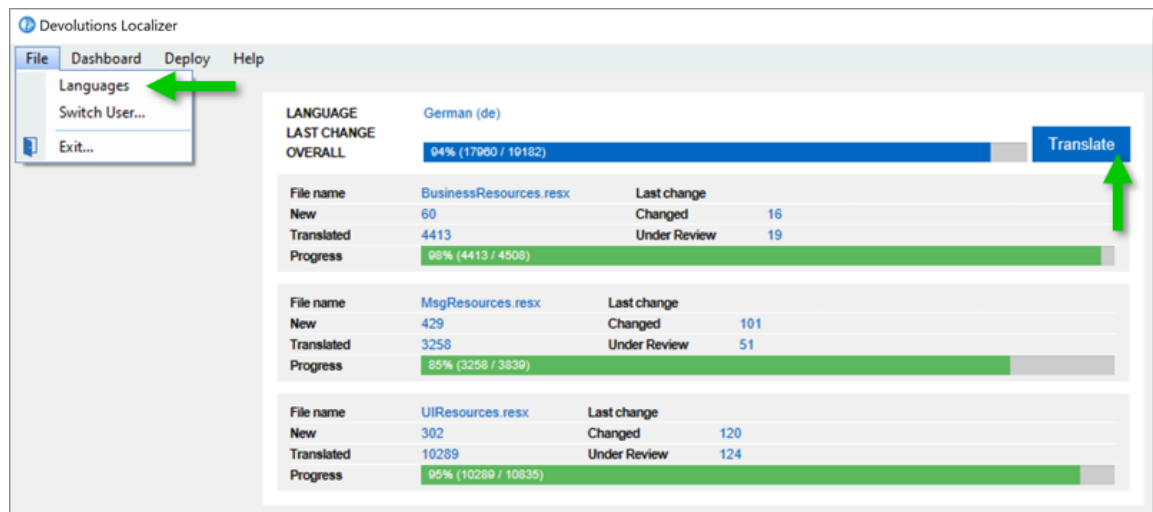 Devolutions Localizer
File Dashboard Deploy Help
Languages
Switch User...
Exit...
LANGUAGE German (de)
LAST CHANGE
OVERALL 94% (17960 / 19182) Translate
File name BusinessResources.resx Last change
New 60 Changed 16
Translated 4413 Under Review 19
Progress 98% (4413 / 4508)
File name MsgResources.resx Last change
New 429 Changed 101
Translated 3258 Under Review 51
Progress 85% (3258 / 3839)
File name UIResources.resx Last change
New 302 Changed 120
Translated 10289 Under Review 124
Progress 95% (10289 / 10835)